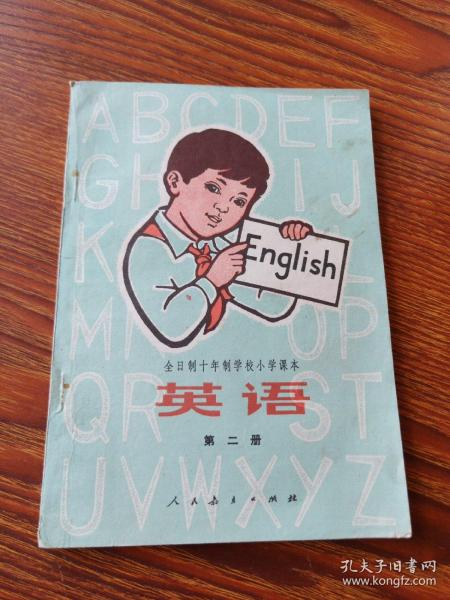 ABCDEF
GH IJ
K L
M OP
QR ST
UVWXYZ
English
全日制十年制学校小学课本
英语
第二册
人民教育出版社
孔夫子旧书网
www.kongfz.com